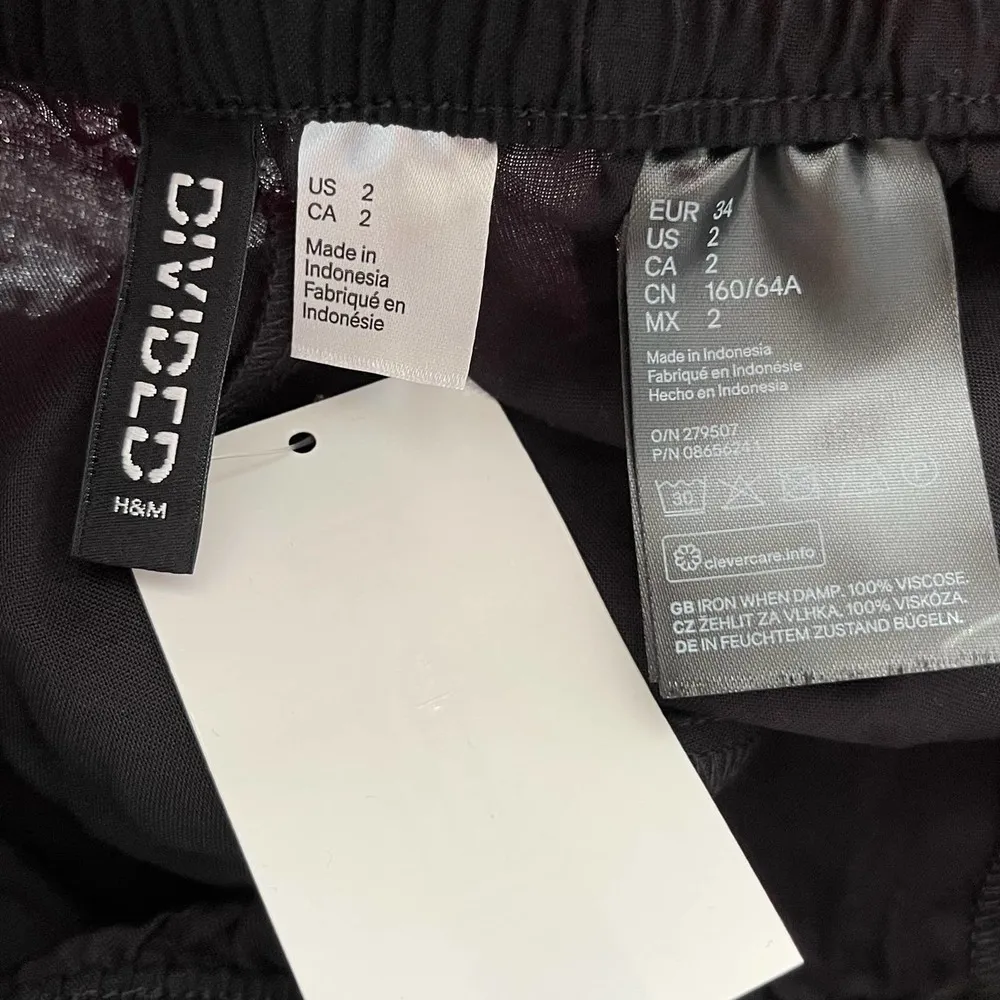 DIVIDED
H&M
US 2
CA 2
Made in
Indonesia
Fabriqué en
Indonésie
EUR 34
US 2
CA 2
CN 160/64A
MX 2
Made in Indonesia
Fabriqué en Indonésie
Hecho en Indonesia
O/N 279507
P/N
30
clevercare.info
GB IRON WHEN DAMP. 100% VISCOSE.
CZ ŽEHLIT ZA VLHKA. 100% VISKÓZA.
DE IN FEUCHTEM ZUSTAND BÜGELN.